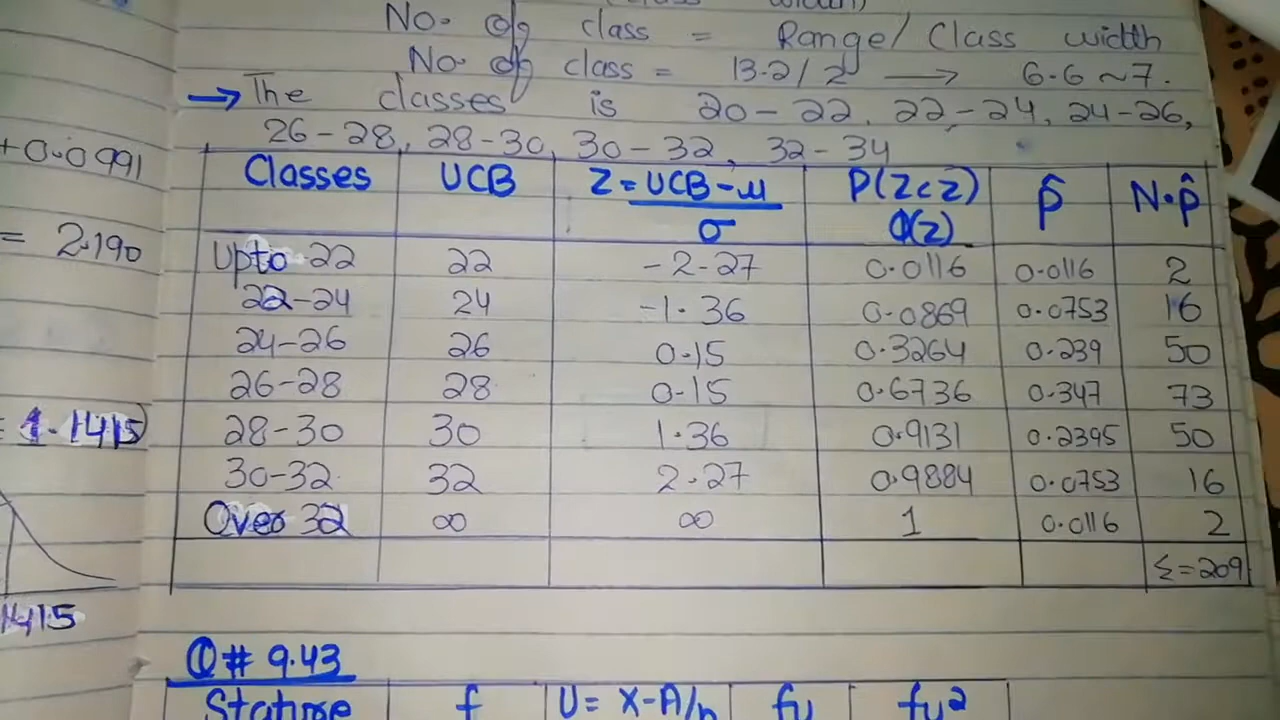 No. of class = Range/Class width
No. of class = 13.2/2 → 6.6 ~ 7.
→ The classes is 20-22, 22-24, 24-26,
26-28, 28-30, 30-32, 32-34
+0.0991
= 2.190
= 1.1415
1415
Classes UCB Z = UCB-μ/σ P(Z<z) Φ(z) p̂ N.p̂
Upto 22 22 -2.27 0.0116 0.0116 2
22-24 24 -1.36 0.0869 0.0753 16
24-26 26 0.15 0.3264 0.239 50
26-28 28 0.15 0.6736 0.347 73
28-30 30 1.36 0.9131 0.2395 50
30-32 32 2.27 0.9884 0.0753 16
Over 32 ∞ ∞ 1 0.0116 2
Σ=209
Q# 9.43
Stature f U = X-A/h fu fu²